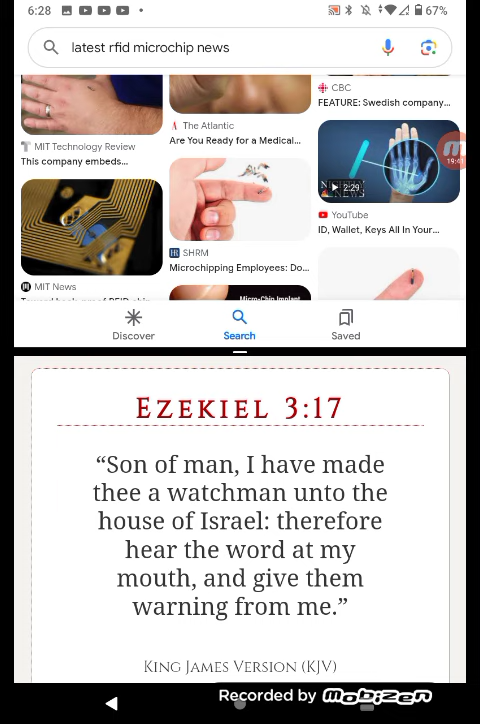 6:28
67%
latest rfid microchip news
CBC
FEATURE: Swedish company...
MIT Technology Review
This company embeds...
The Atlantic
Are You Ready for a Medical...
19:41
NEWS
2:29
YouTube
ID, Wallet, Keys All In Your...
SHRM
Microchipping Employees: Do...
MIT News
Micro-Chip Implant
Discover
Search
Saved
EZEKIEL 3:17
“Son of man, I have made
thee a watchman unto the
house of Israel: therefore
hear the word at my
mouth, and give them
warning from me.”
KING JAMES VERSION (KJV)
Recorded by Mobizen